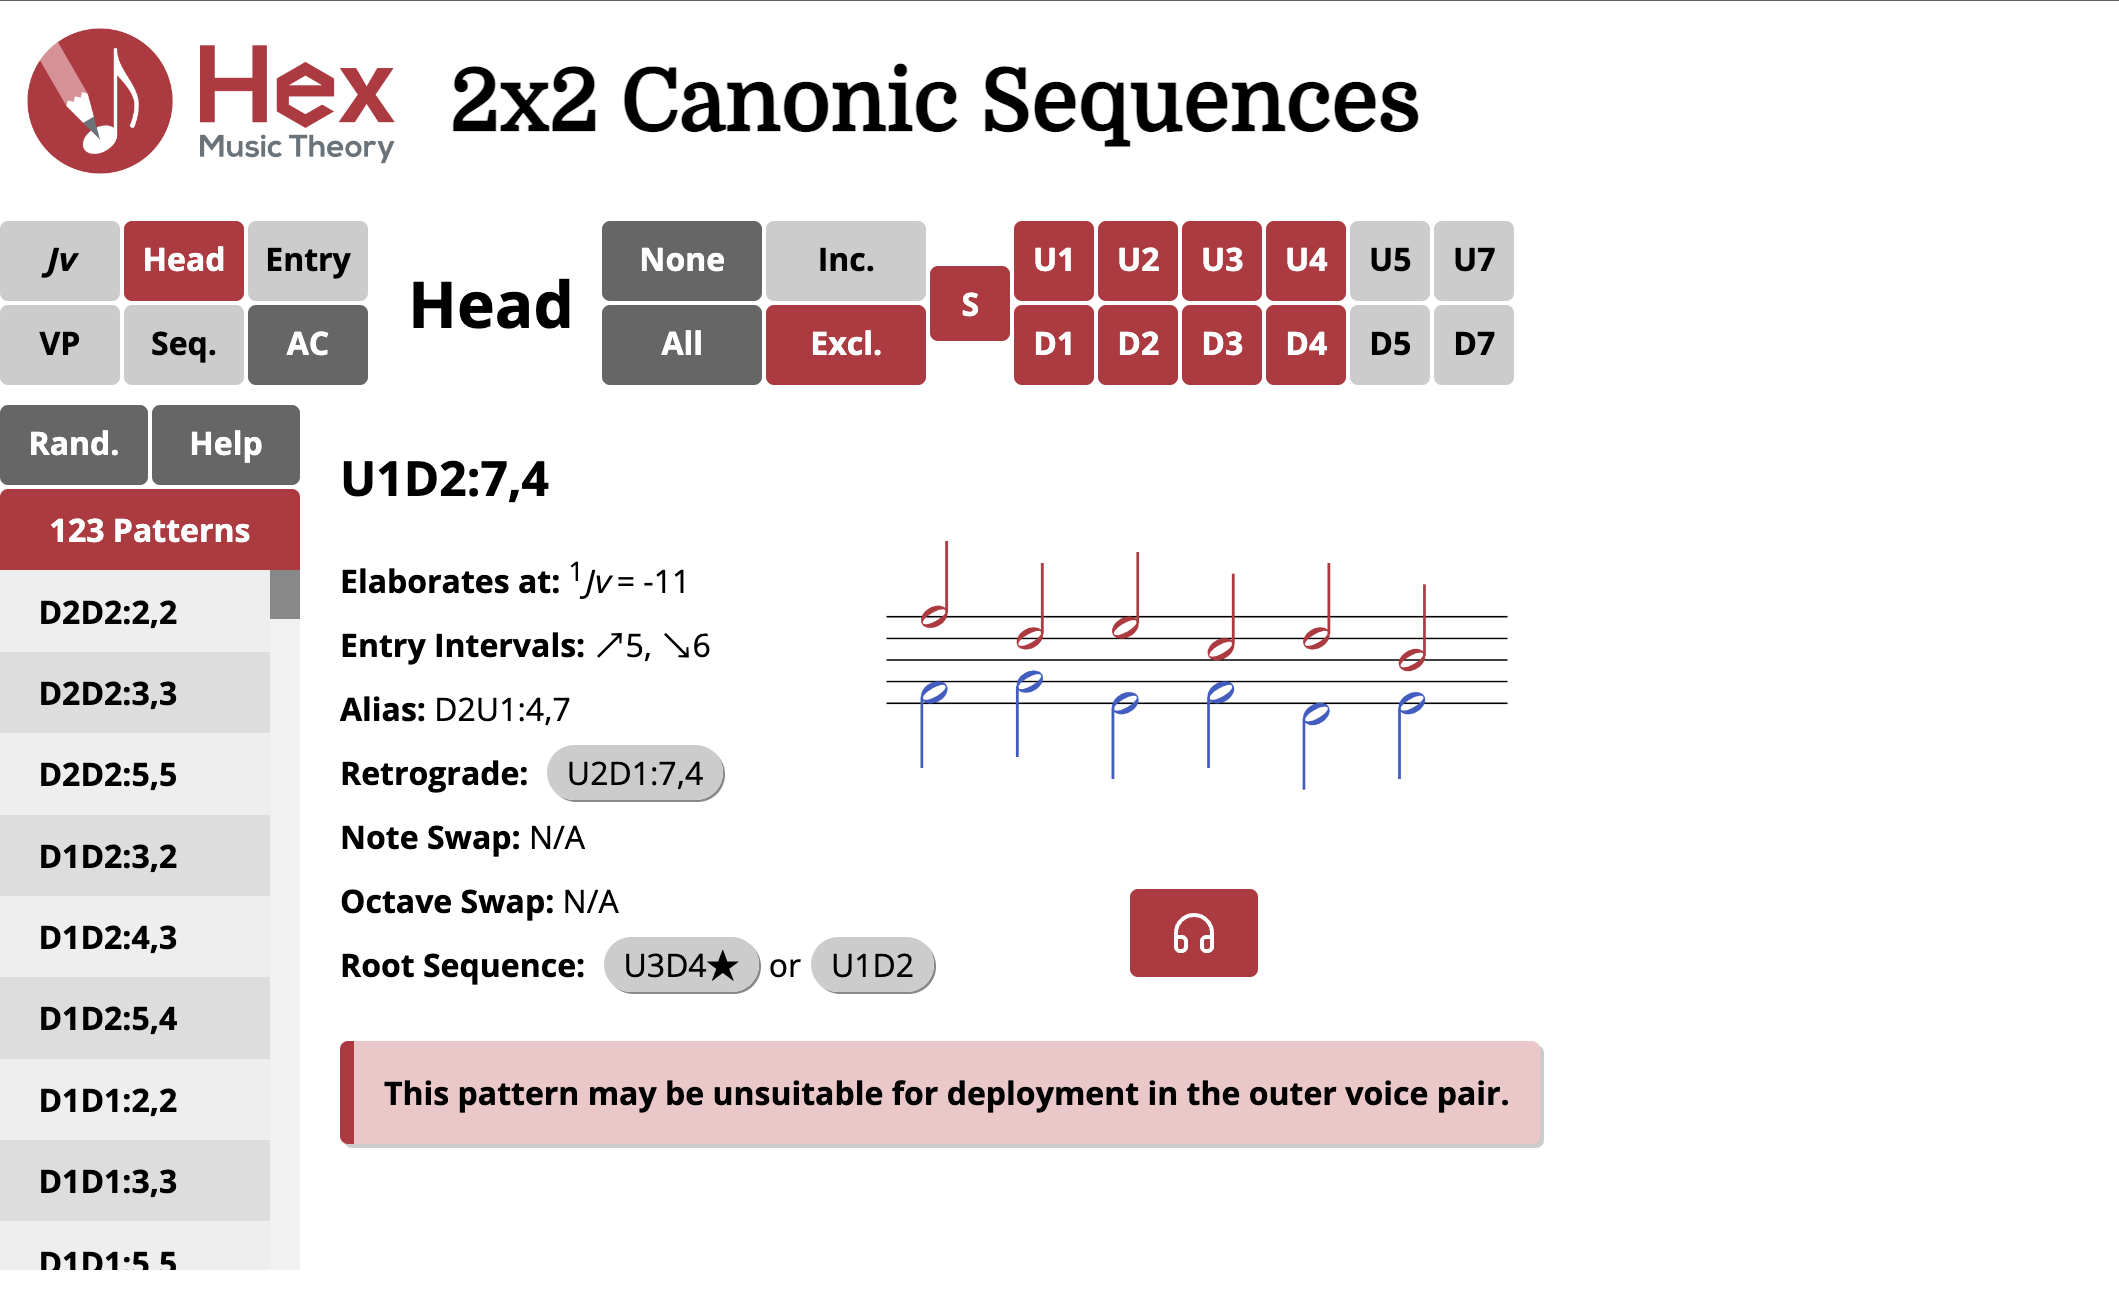 Hex
Music Theory
2x2 Canonic Sequences
Jv Head Entry
VP Seq. AC
Head
None Inc.
All Excl.
S
U1 U2 U3 U4 U5 U7
D1 D2 D3 D4 D5 D7
Rand. Help
123 Patterns
D2D2:2,2
D2D2:3,3
D2D2:5,5
D1D2:3,2
D1D2:4,3
D1D2:5,4
D1D1:2,2
D1D1:3,3
D1D1:5,5
U1D2:7,4
Elaborates at: ¹Jv = -11
Entry Intervals: ↗5, ↘6
Alias: D2U1:4,7
Retrograde: U2D1:7,4
Note Swap: N/A
Octave Swap: N/A
Root Sequence: U3D4★ or U1D2
This pattern may be unsuitable for deployment in the outer voice pair.